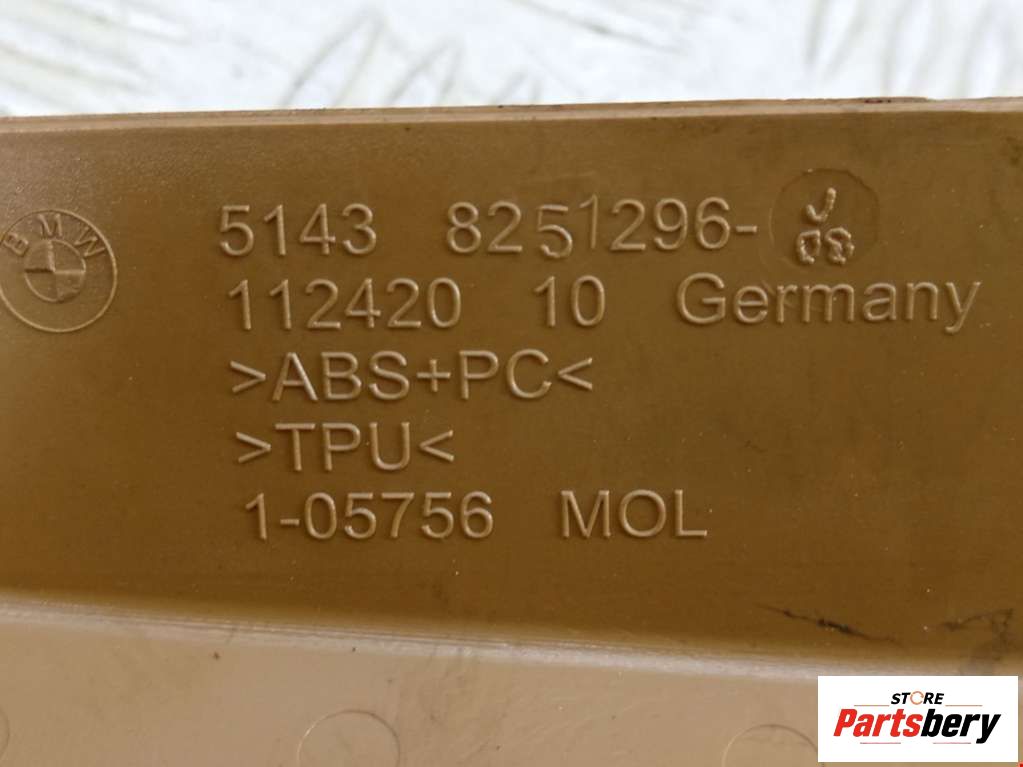 BMW
5143 8251296-
112420 10 Germany
>ABS+PC<
>TPU<
1-05756 MOL
STORE
Partsbery